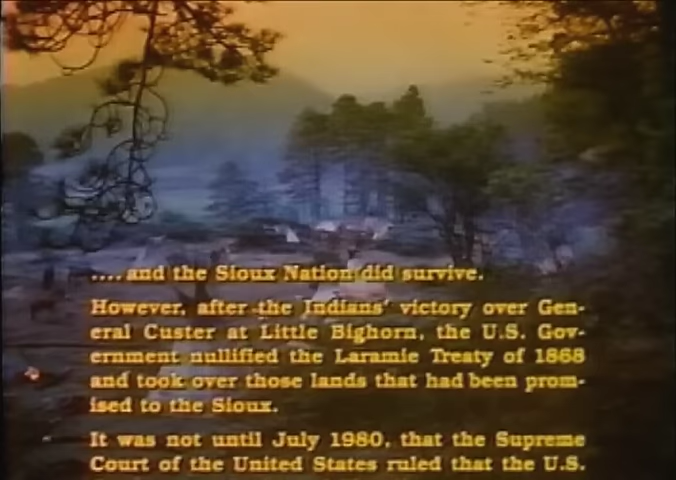 ....and the Sioux Nation did survive.
However, after the Indians' victory over Gen-
eral Custer at Little Bighorn, the U.S. Gov-
ernment nullified the Laramie Treaty of 1868
and took over those lands that had been prom-
ised to the Sioux.
It was not until July 1980, that the Supreme
Court of the United States ruled that the U.S.